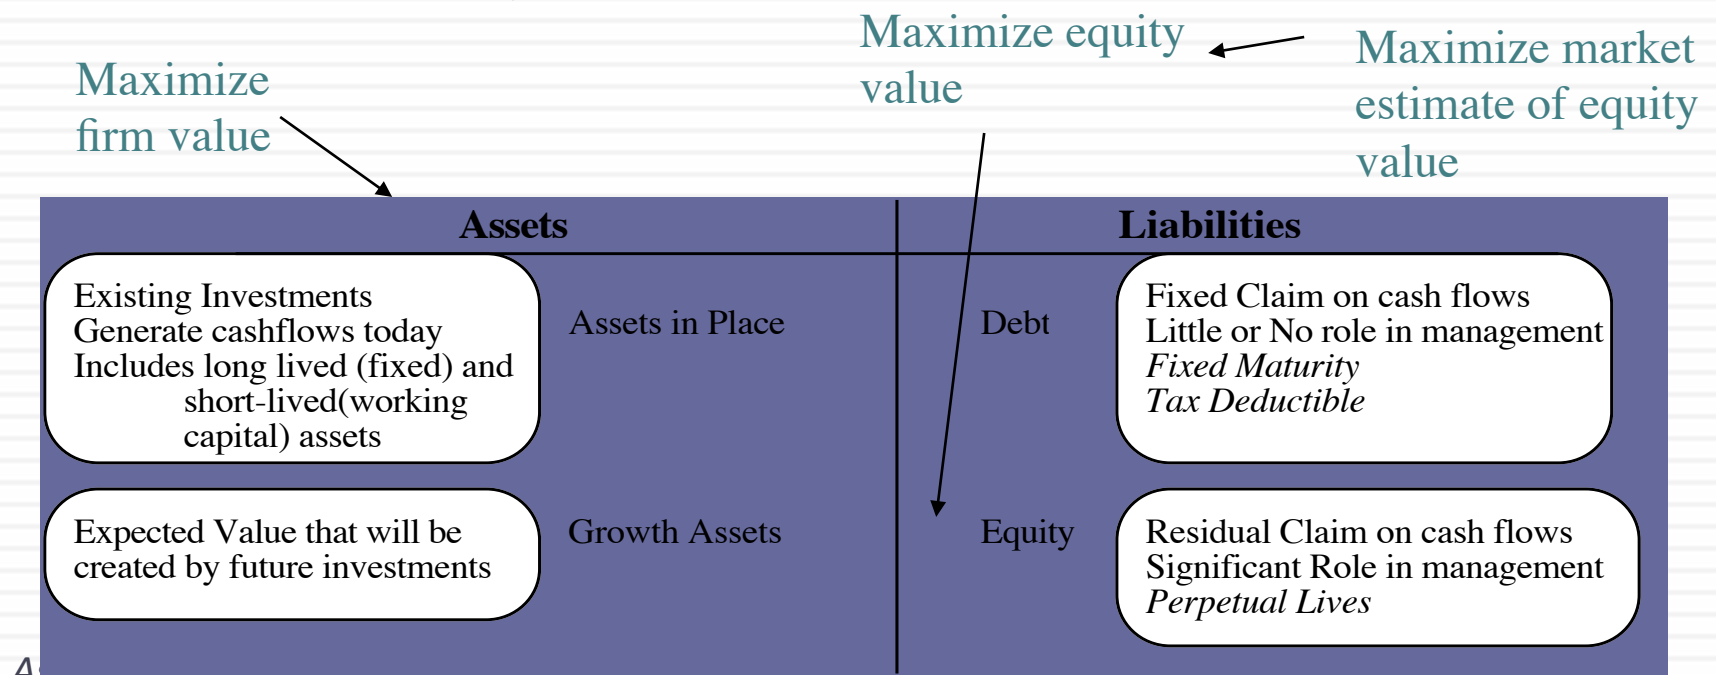 Maximize
firm value
Maximize equity
value
Maximize market
estimate of equity
value
Assets
Liabilities
Existing Investments
Generate cashflows today
Includes long lived (fixed) and
short-lived(working
capital) assets
Assets in Place
Debt
Fixed Claim on cash flows
Little or No role in management
Fixed Maturity
Tax Deductible
Expected Value that will be
created by future investments
Growth Assets
Equity
Residual Claim on cash flows
Significant Role in management
Perpetual Lives